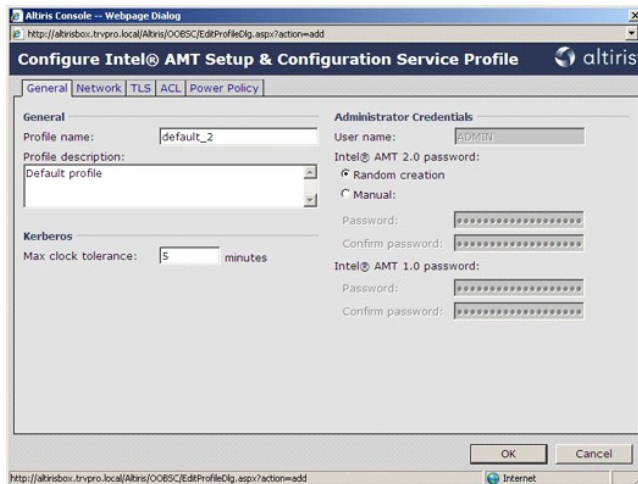 Altiris Console -- Webpage Dialog
http://altirisbox.trvpro.local/Altiris/OOBSC/EditProfileDlg.aspx?action=add
Configure Intel® AMT Setup & Configuration Service Profile
altiris
General Network TLS ACL Power Policy
General
Profile name: default_2
Profile description:
Default profile
Kerberos
Max clock tolerance: 5 minutes
Administrator Credentials
User name: ADMIN
Intel® AMT 2.0 password:
Random creation
Manual:
Password:
Confirm password:
Intel® AMT 1.0 password:
Password:
Confirm password:
OK Cancel
http://altirisbox.trvpro.local/Altiris/OOBSC/EditProfileDlg.aspx?action=add Internet